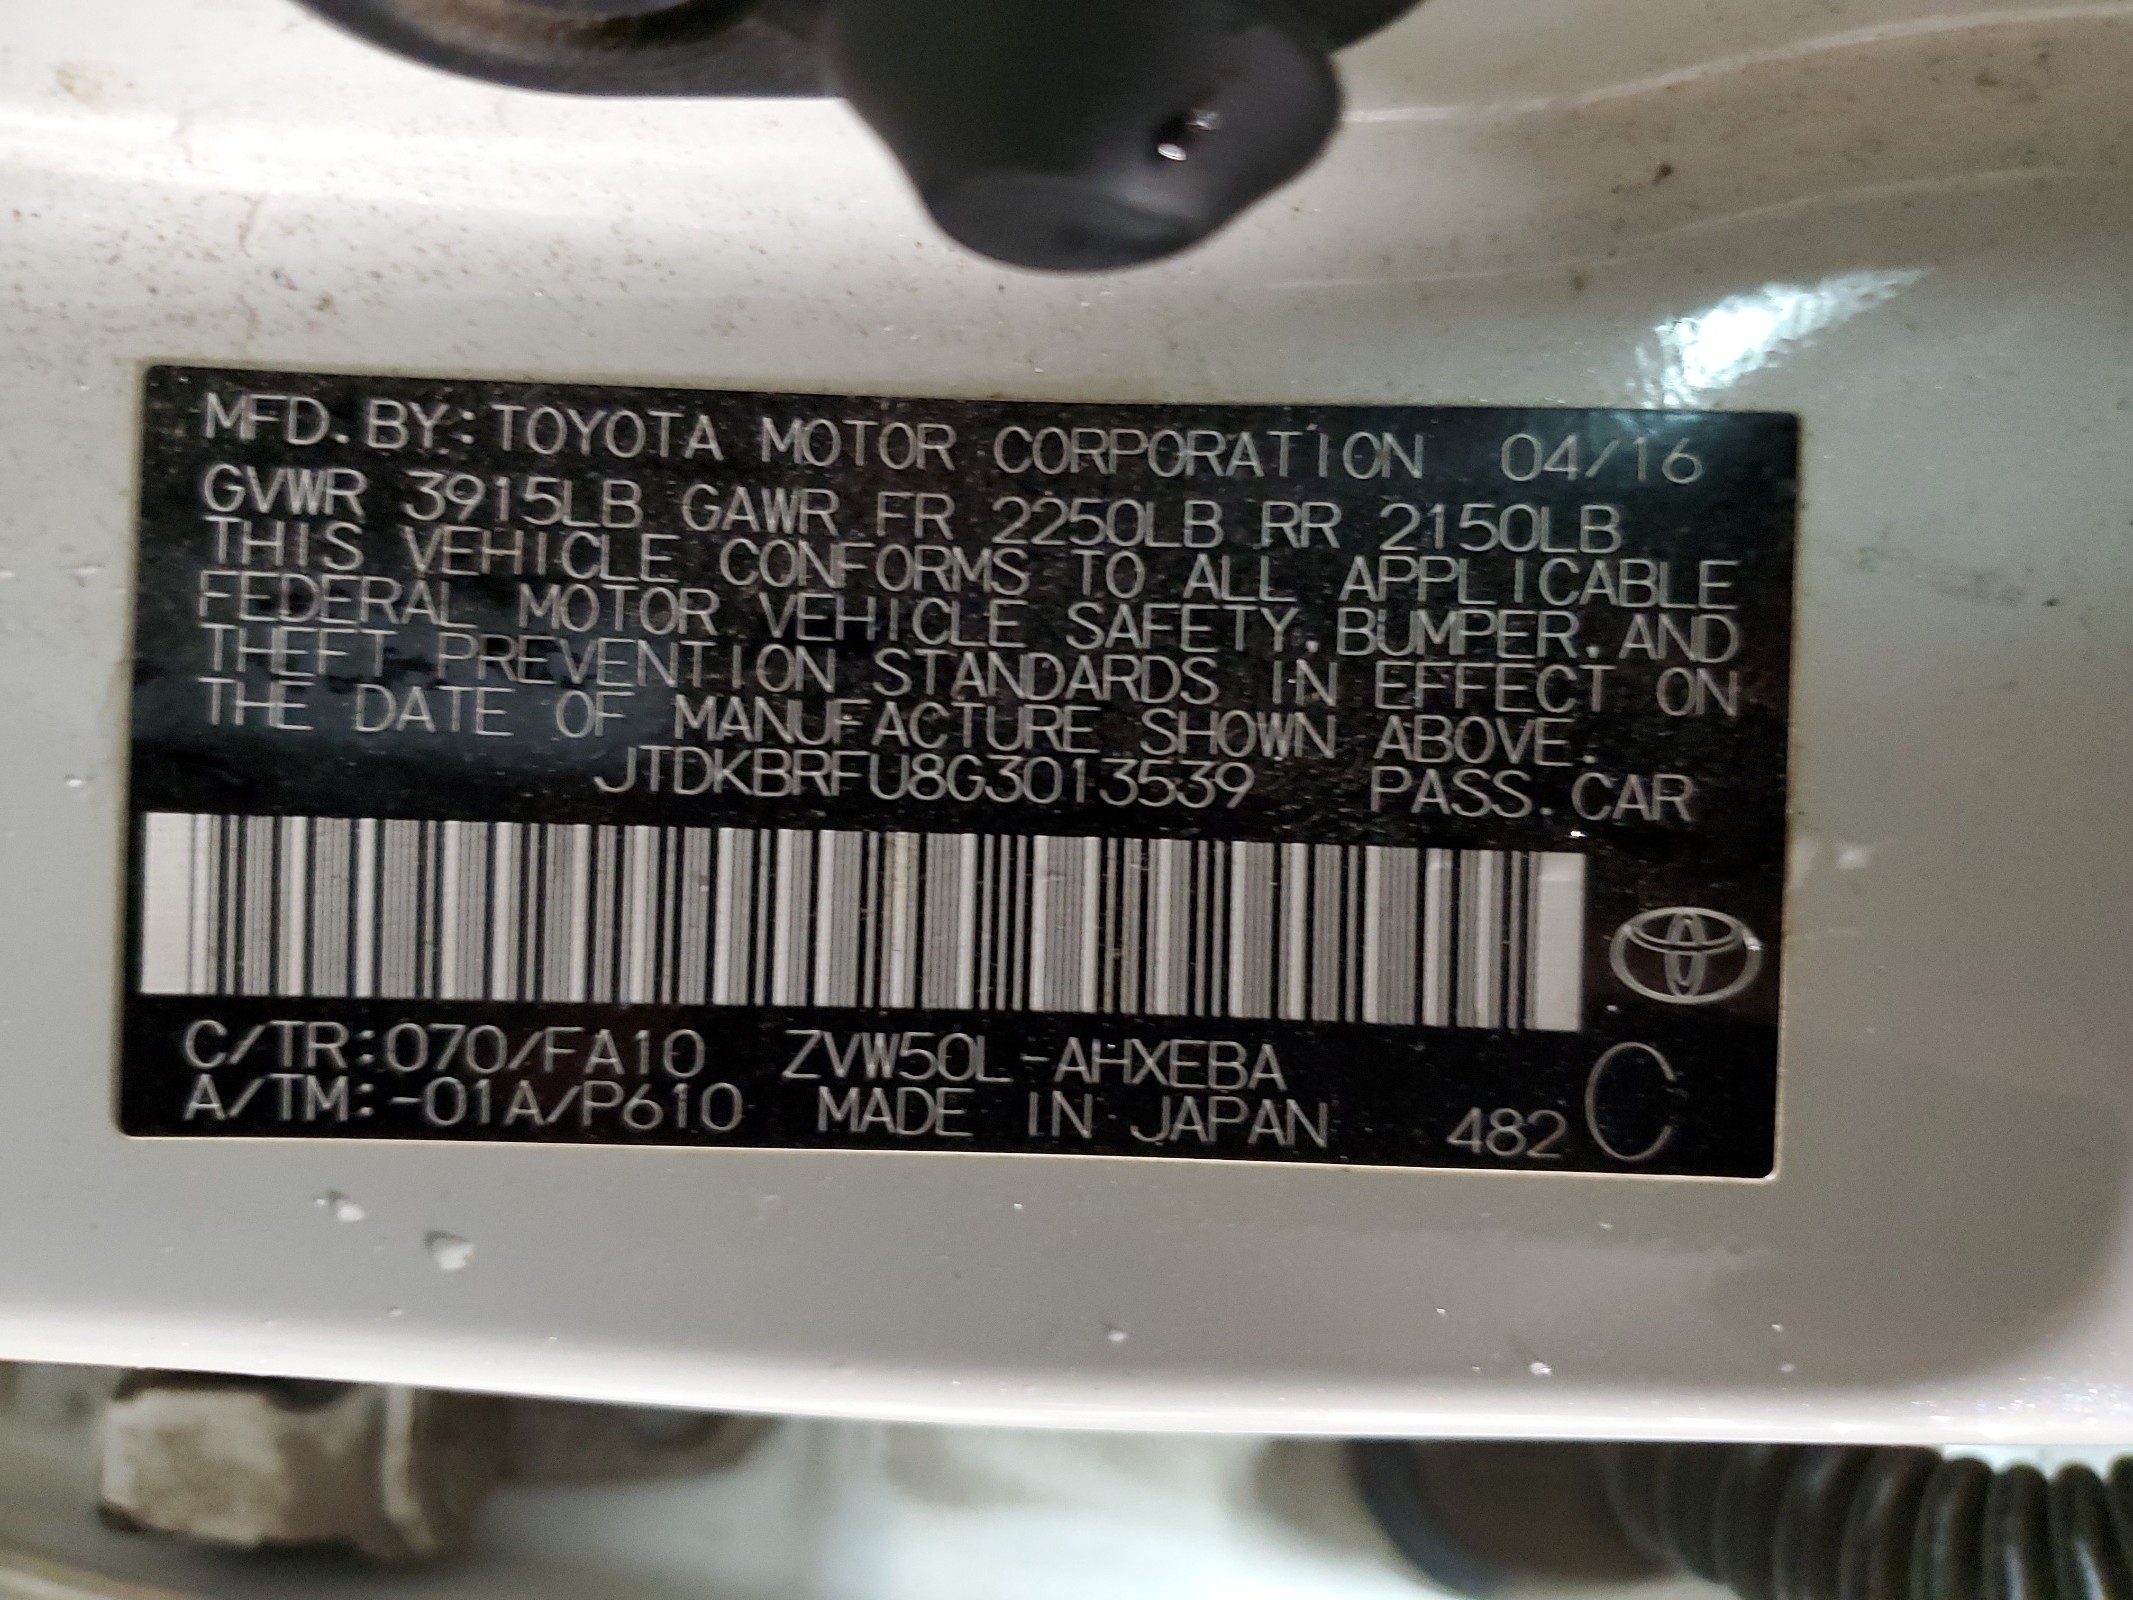 MFD. BY: TOYOTA MOTOR CORPORATION 04/16
GVWR 3915LB GAWR FR 2250LB RR 2150LB
THIS VEHICLE CONFORMS TO ALL APPLICABLE
FEDERAL MOTOR VEHICLE SAFETY, BUMPER, AND
THEFT PREVENTION STANDARDS IN EFFECT ON
THE DATE OF MANUFACTURE SHOWN ABOVE.
JTDKBRFU8G3013539 PASS. CAR
C/TR:070/FA10 ZVW50L-AHXEBA
A/TM:-01A/P610 MADE IN JAPAN 482 C